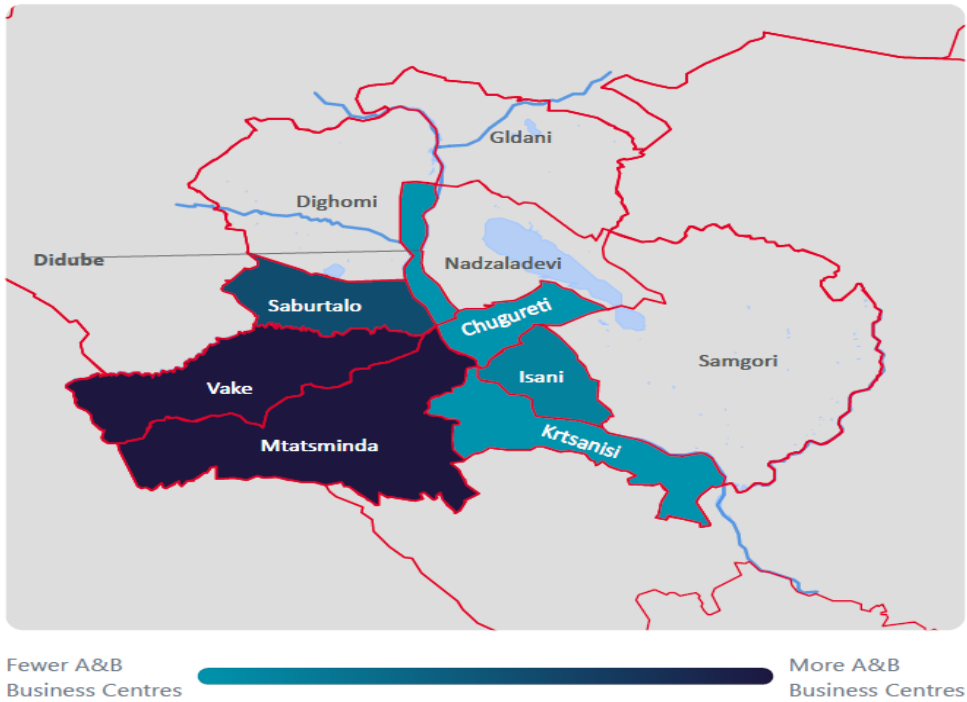 Gldani
Dighomi
Didube
Nadzaladevi
Saburtalo
Chugureti
Samgori
Vake
Isani
Mtatsminda
Krtsanisi
Fewer A&B
Business Centres
More A&B
Business Centres